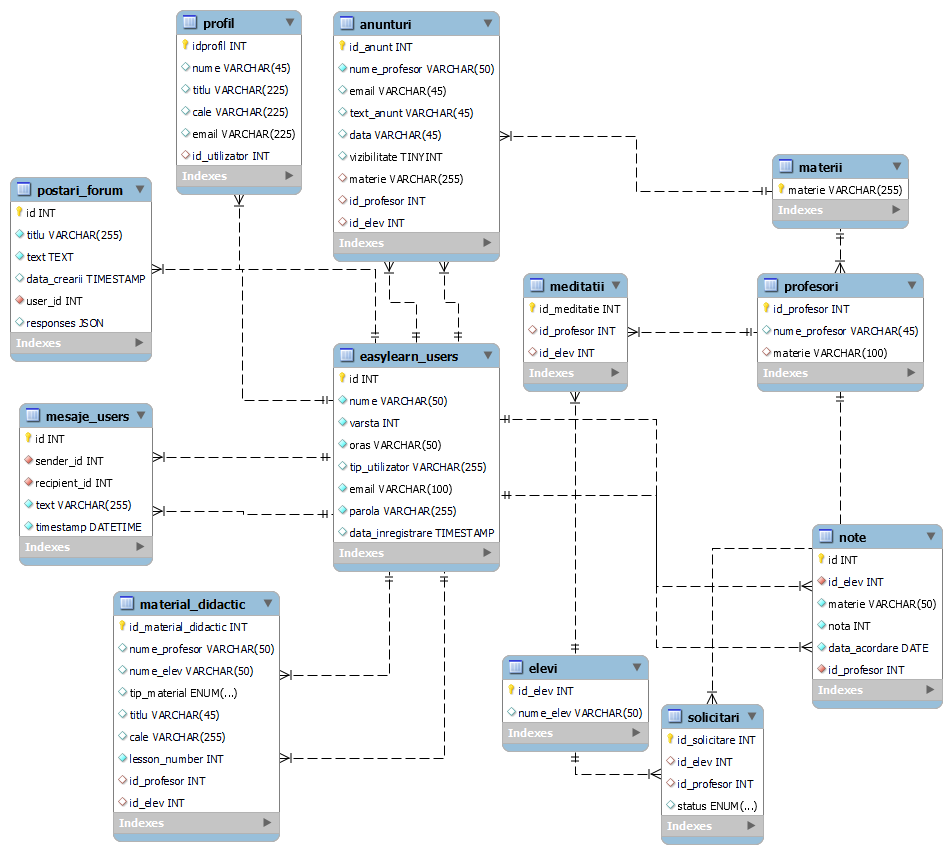 profil
idprofil INT
nume VARCHAR(45)
titlu VARCHAR(225)
cale VARCHAR(225)
email VARCHAR(225)
id_utilizator INT
Indexes
anunturi
id_anunt INT
nume_profesor VARCHAR(50)
email VARCHAR(45)
text_anunt VARCHAR(45)
data VARCHAR(45)
vizibilitate TINYINT
materie VARCHAR(255)
id_profesor INT
id_elev INT
Indexes
materii
materie VARCHAR(255)
Indexes
postari_forum
id INT
titlu VARCHAR(255)
text TEXT
data_crearii TIMESTAMP
user_id INT
responses JSON
Indexes
meditatii
id_meditatie INT
id_profesor INT
id_elev INT
Indexes
profesori
id_profesor INT
nume_profesor VARCHAR(45)
materie VARCHAR(100)
Indexes
easylearn_users
id INT
nume VARCHAR(50)
varsta INT
oras VARCHAR(50)
tip_utilizator VARCHAR(255)
email VARCHAR(100)
parola VARCHAR(255)
data_inregistrare TIMESTAMP
Indexes
mesaje_users
id INT
sender_id INT
recipient_id INT
text VARCHAR(255)
timestamp DATETIME
Indexes
note
id INT
id_elev INT
materie VARCHAR(50)
nota INT
data_acordare DATE
id_profesor INT
Indexes
material_didactic
id_material_didactic INT
nume_profesor VARCHAR(50)
nume_elev VARCHAR(50)
tip_material ENUM(...)
titlu VARCHAR(45)
cale VARCHAR(255)
lesson_number INT
id_profesor INT
id_elev INT
Indexes
elevi
id_elev INT
nume_elev VARCHAR(50)
Indexes
solicitari
id_solicitare INT
id_elev INT
id_profesor INT
status ENUM(...)
Indexes